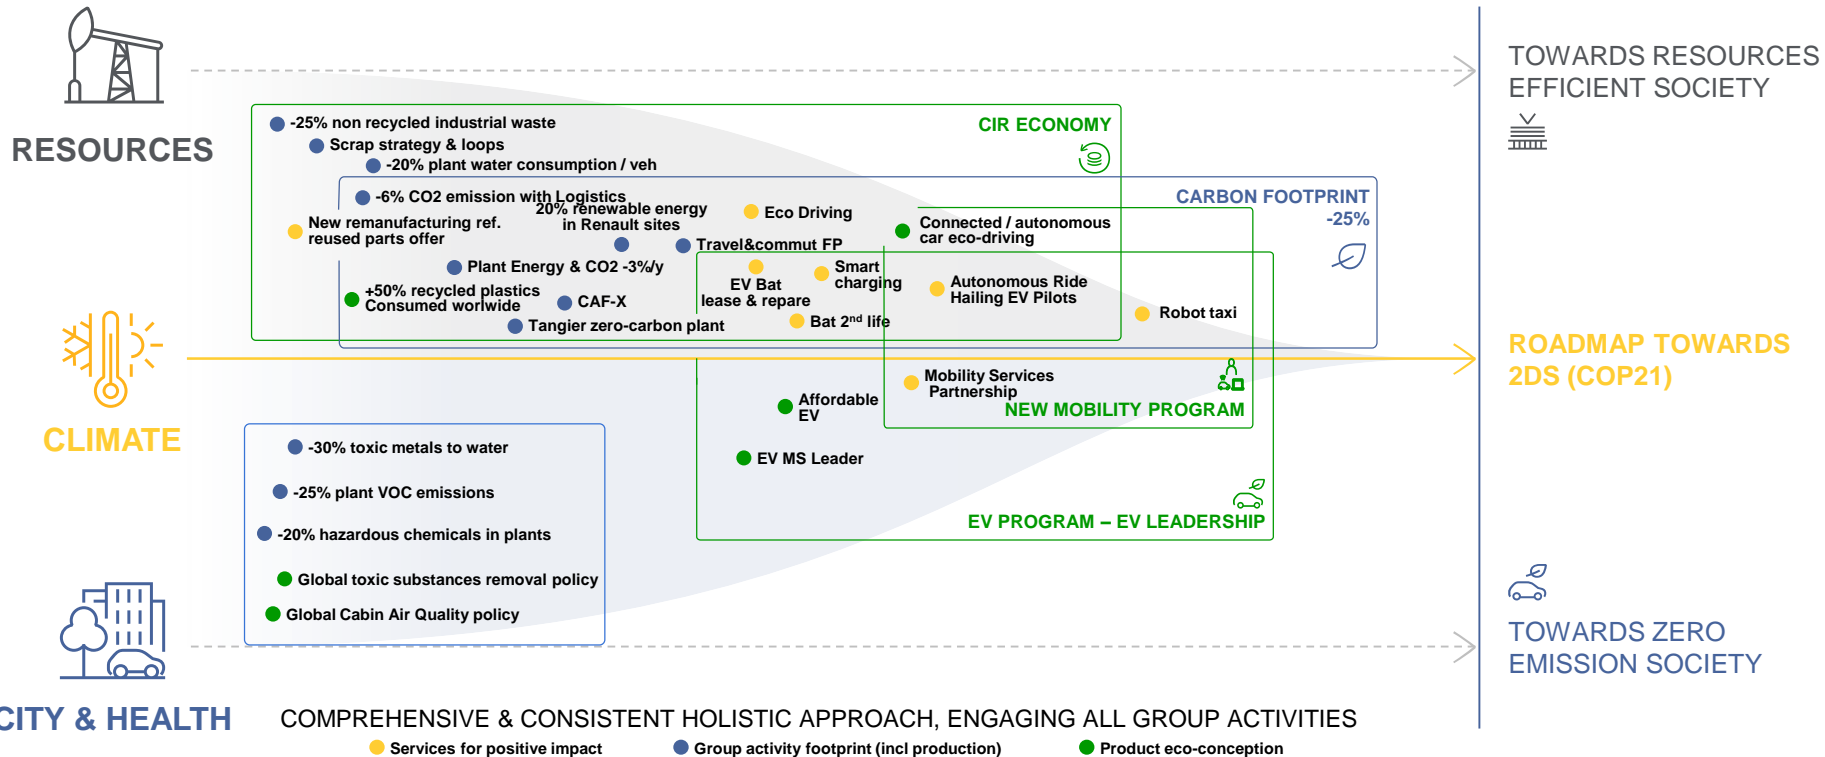 RESOURCES
TOWARDS RESOURCES
EFFICIENT SOCIETY
CIR ECONOMY
-25% non recycled industrial waste
Scrap strategy & loops
-20% plant water consumption / veh
CARBON FOOTPRINT
-25%
-6% CO2 emission with Logistics
New remanufacturing ref.
reused parts offer
20% renewable energy
in Renault sites
Eco Driving
Travel&commut FP
Connected / autonomous
car eco-driving
Plant Energy & CO2 -3%/y
+50% recycled plastics
Consumed worlwide
CAF-X
Tangier zero-carbon plant
EV Bat
lease & repare
Smart
charging
Bat 2nd life
Autonomous Ride
Hailing EV Pilots
Robot taxi
CLIMATE
ROADMAP TOWARDS
2DS (COP21)
Mobility Services
Partnership
NEW MOBILITY PROGRAM
Affordable
EV
EV MS Leader
EV PROGRAM – EV LEADERSHIP
-30% toxic metals to water
-25% plant VOC emissions
-20% hazardous chemicals in plants
Global toxic substances removal policy
Global Cabin Air Quality policy
CITY & HEALTH
TOWARDS ZERO
EMISSION SOCIETY
COMPREHENSIVE & CONSISTENT HOLISTIC APPROACH, ENGAGING ALL GROUP ACTIVITIES
Services for positive impact
Group activity footprint (incl production)
Product eco-conception